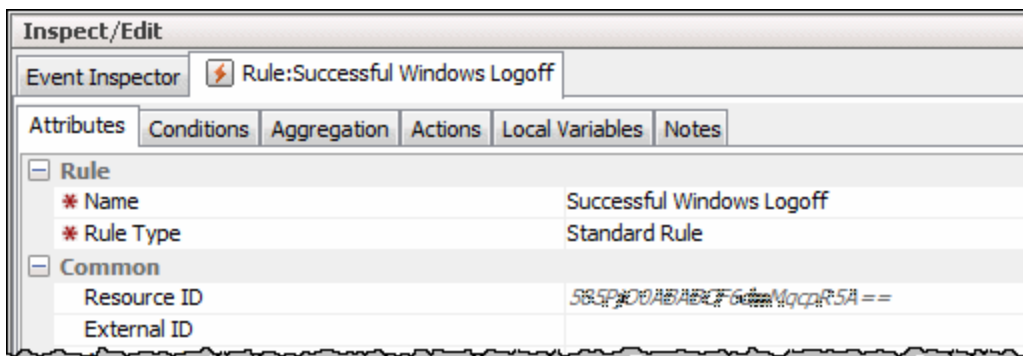 Inspect/Edit
Event Inspector Rule:Successful Windows Logoff
Attributes Conditions Aggregation Actions Local Variables Notes
Rule
* Name Successful Windows Logoff
* Rule Type Standard Rule
Common
Resource ID
External ID